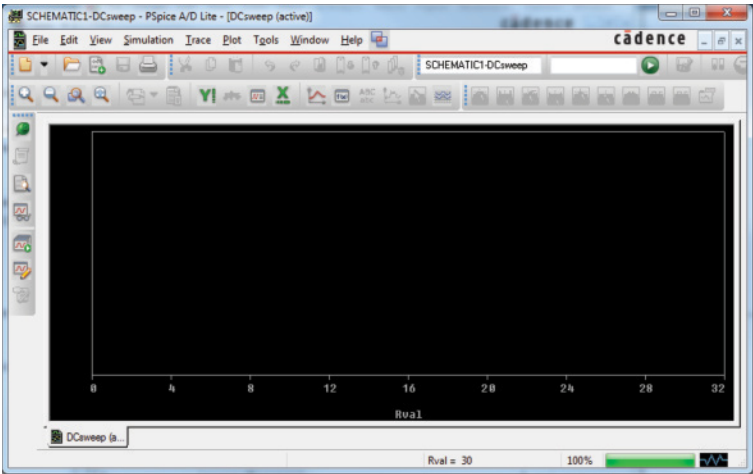 SCHEMATIC1-DCsweep - PSpice A/D Lite - [DCsweep (active)]
File Edit View Simulation Trace Plot Tools Window Help cādence
SCHEMATIC1-DCsweep
ABC
0 4 8 12 16 20 24 28 32
Rval
DCsweep (a...
Rval = 30 100%